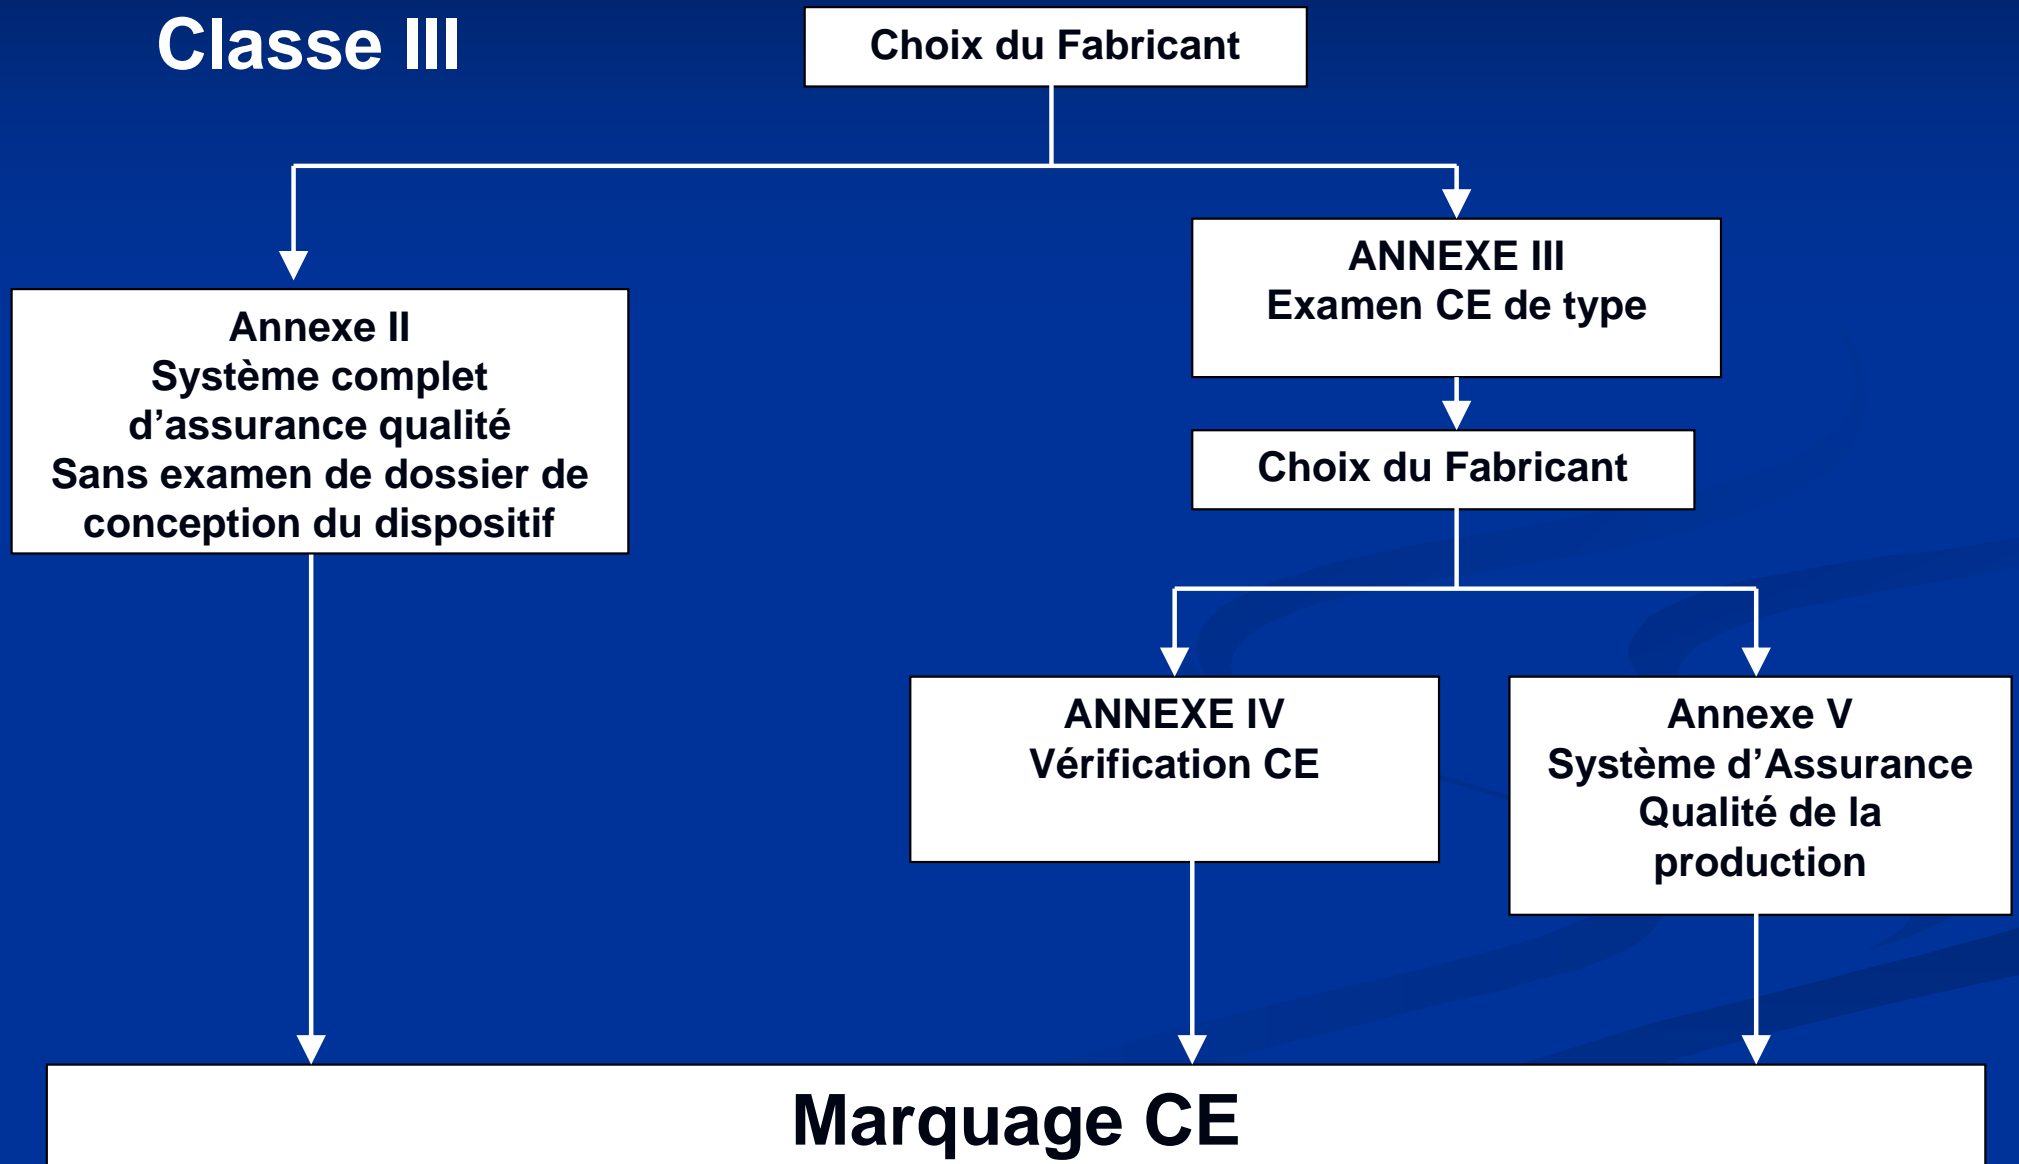 Classe III
Choix du Fabricant
ANNEXE III
Examen CE de type
Annexe II
Système complet
d’assurance qualité
Sans examen de dossier de
conception du dispositif
Choix du Fabricant
ANNEXE IV
Vérification CE
Annexe V
Système d’Assurance
Qualité de la
production
Marquage CE